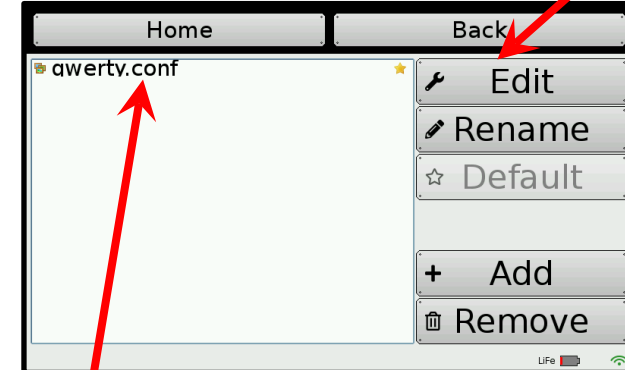 Home
Back
qwerty.conf
Edit
Rename
Default
Add
Remove
LiFe